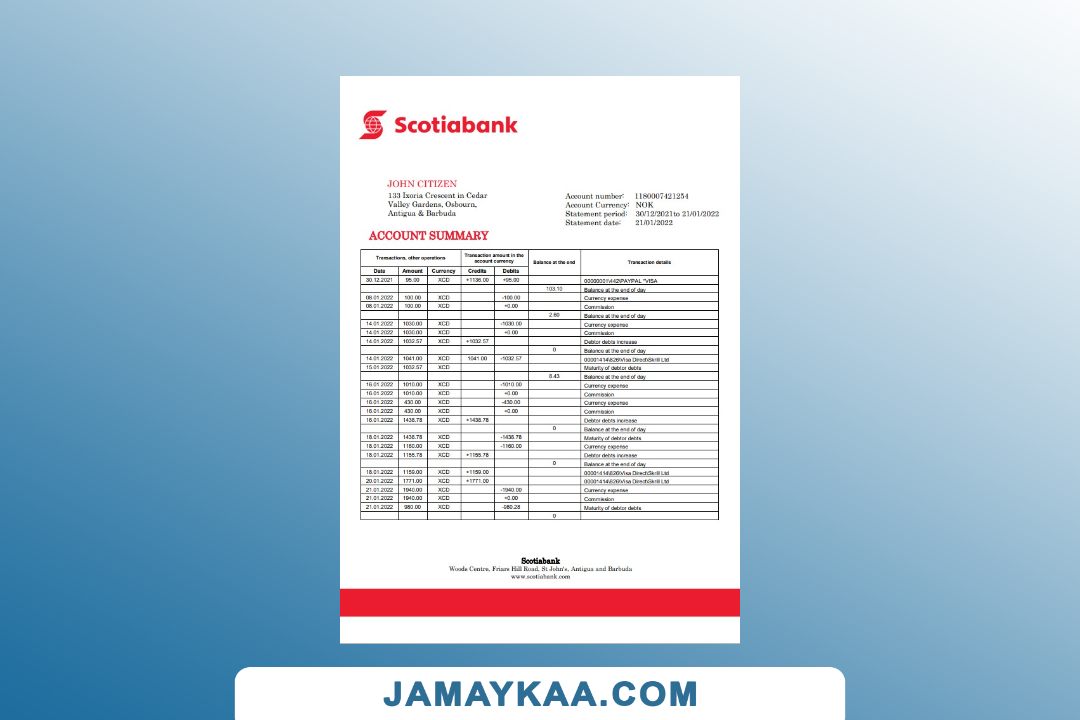 Scotiabank
JOHN CITIZEN
133 Ixoria Crescent in Cedar
Valley Gardens, Osbourn,
Antigua & Barbuda
Account number: 1180007421254
Account Currency: NOK
Statement period: 30/12/2021to 21/01/2022
Statement date: 21/01/2022
ACCOUNT SUMMARY
Transactions, other operations Transaction amount in the account currency Balance at the end Transaction details
Date Amount Currency Credits Debits
30.12.2021 95.00 XCD +1136.00 +95.00 00000001\442\PAYPAL *VISA
103.10 Balance at the end of day
08.01.2022 100.00 XCD -100.00 Currency expense
08.01.2022 100.00 XCD +0.00 Commission
2.60 Balance at the end of day
14.01.2022 1030.00 XCD -1030.00 Currency expense
14.01.2022 1030.00 XCD +0.00 Commission
14.01.2022 1032.57 XCD +1032.57 Debtor debts increase
0 Balance at the end of day
14.01.2022 1041.00 XCD 1041.00 -1032.57 00001414\826\Visa Direct\Skrill Ltd
15.01.2022 1032.57 XCD Maturity of debtor debts
8.43 Balance at the end of day
16.01.2022 1010.00 XCD -1010.00 Currency expense
16.01.2022 1010.00 XCD +0.00 Commission
16.01.2022 430.00 XCD -430.00 Currency expense
16.01.2022 430.00 XCD +0.00 Commission
16.01.2022 1438.78 XCD +1438.78 Debtor debts increase
0 Balance at the end of day
18.01.2022 1438.78 XCD -1438.78 Maturity of debtor debts
18.01.2022 1160.00 XCD -1160.00 Currency expense
18.01.2022 1155.78 XCD +1155.78 Debtor debts increase
0 Balance at the end of day
18.01.2022 1159.00 XCD +1159.00 00001414\826\Visa Direct\Skrill Ltd
20.01.2022 1771.00 XCD +1771.00 00001414\826\Visa Direct\Skrill Ltd
21.01.2022 1940.00 XCD -1940.00 Currency expense
21.01.2022 1940.00 XCD +0.00 Commission
21.01.2022 980.00 XCD -980.28 Maturity of debtor debts
0
Scotiabank
Woods Centre, Friars Hill Road, St John's, Antigua and Barbuda
www.scotiabank.com
JAMAYKAA.COM